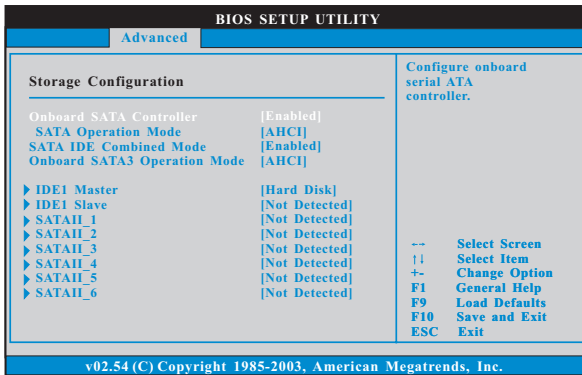 BIOS SETUP UTILITY
Advanced
Storage Configuration
Onboard SATA Controller [Enabled]
SATA Operation Mode [AHCI]
SATA IDE Combined Mode [Enabled]
Onboard SATA3 Operation Mode [AHCI]
IDE1 Master [Hard Disk]
IDE1 Slave [Not Detected]
SATAII_1 [Not Detected]
SATAII_2 [Not Detected]
SATAII_3 [Not Detected]
SATAII_4 [Not Detected]
SATAII_5 [Not Detected]
SATAII_6 [Not Detected]
Configure onboard
serial ATA
controller.
←→ Select Screen
↑↓ Select Item
+- Change Option
F1 General Help
F9 Load Defaults
F10 Save and Exit
ESC Exit
v02.54 (C) Copyright 1985-2003, American Megatrends, Inc.